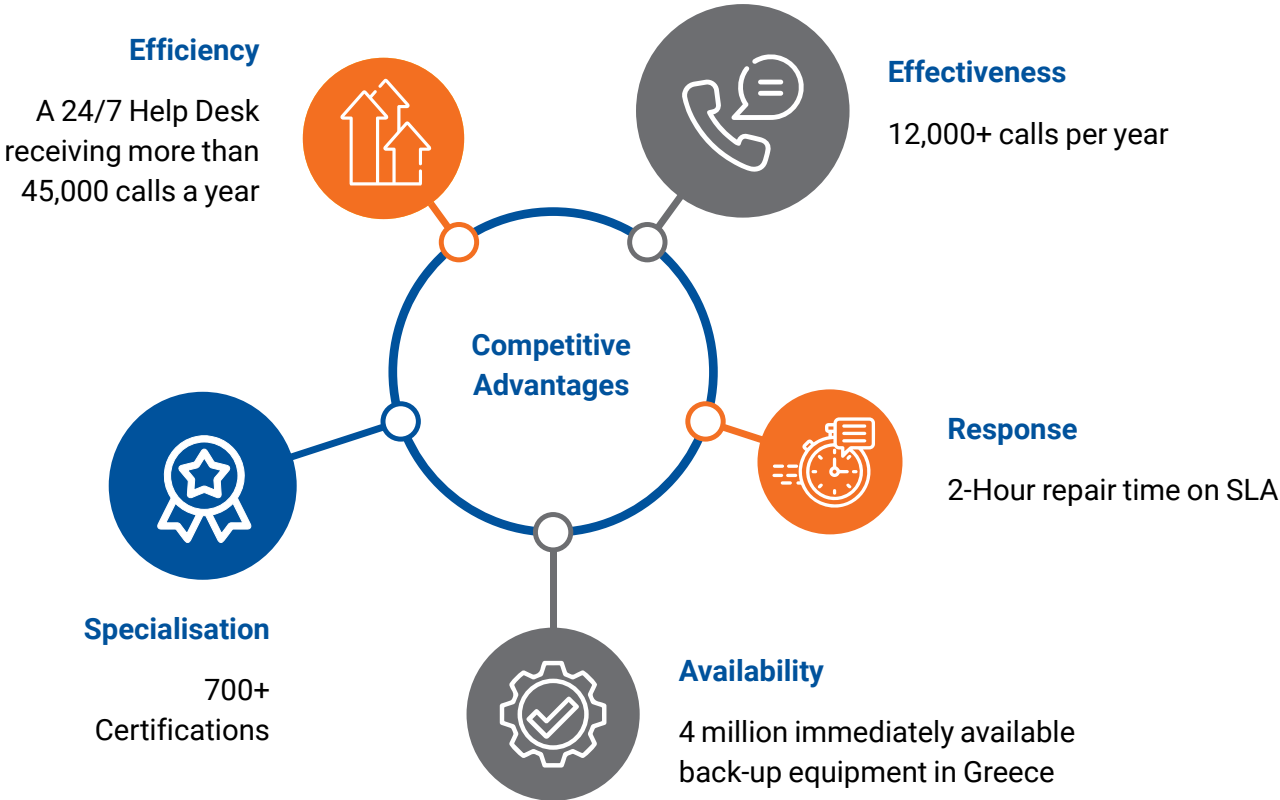 Efficiency
A 24/7 Help Desk
receiving more than
45,000 calls a year
Effectiveness
12,000+ calls per year
Competitive
Advantages
Response
2-Hour repair time on SLA
Specialisation
700+
Certifications
Availability
4 million immediately available
back-up equipment in Greece